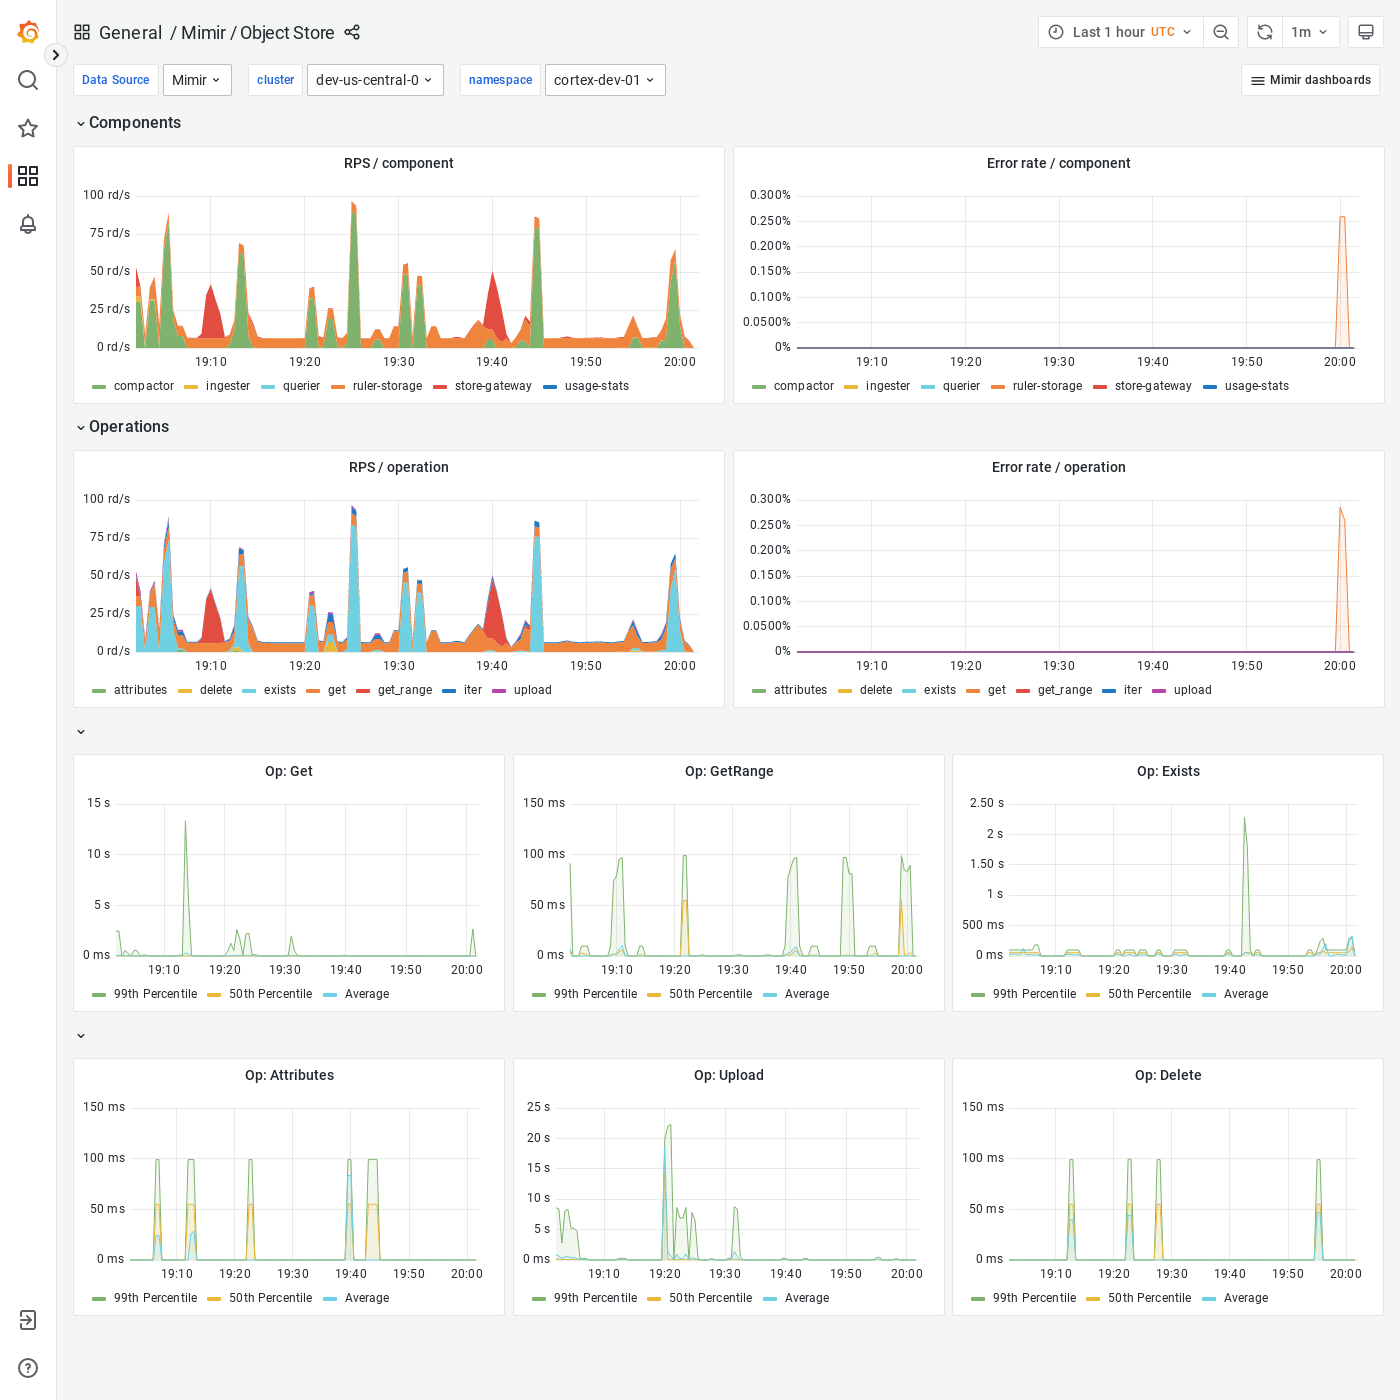 General / Mimir / Object Store
Last 1 hour UTC
1m
Data Source Mimir cluster dev-us-central-0 namespace cortex-dev-01 Mimir dashboards
Components
RPS / component
100 rd/s
75 rd/s
50 rd/s
25 rd/s
0 rd/s
19:10 19:20 19:30 19:40 19:50 20:00
compactor ingester querier ruler-storage store-gateway usage-stats
Error rate / component
0.300%
0.250%
0.200%
0.150%
0.100%
0.0500%
0%
19:10 19:20 19:30 19:40 19:50 20:00
compactor ingester querier ruler-storage store-gateway usage-stats
Operations
RPS / operation
100 rd/s
75 rd/s
50 rd/s
25 rd/s
0 rd/s
19:10 19:20 19:30 19:40 19:50 20:00
attributes delete exists get get_range iter upload
Error rate / operation
0.300%
0.250%
0.200%
0.150%
0.100%
0.0500%
0%
19:10 19:20 19:30 19:40 19:50 20:00
attributes delete exists get get_range iter upload
Op: Get
15 s
10 s
5 s
0 ms
19:10 19:20 19:30 19:40 19:50 20:00
99th Percentile 50th Percentile Average
Op: GetRange
150 ms
100 ms
50 ms
0 ms
19:10 19:20 19:30 19:40 19:50 20:00
99th Percentile 50th Percentile Average
Op: Exists
2.50 s
2 s
1.50 s
1 s
500 ms
0 ms
19:10 19:20 19:30 19:40 19:50 20:00
99th Percentile 50th Percentile Average
Op: Attributes
150 ms
100 ms
50 ms
0 ms
19:10 19:20 19:30 19:40 19:50 20:00
99th Percentile 50th Percentile Average
Op: Upload
25 s
20 s
15 s
10 s
5 s
0 ms
19:10 19:20 19:30 19:40 19:50 20:00
99th Percentile 50th Percentile Average
Op: Delete
150 ms
100 ms
50 ms
0 ms
19:10 19:20 19:30 19:40 19:50 20:00
99th Percentile 50th Percentile Average